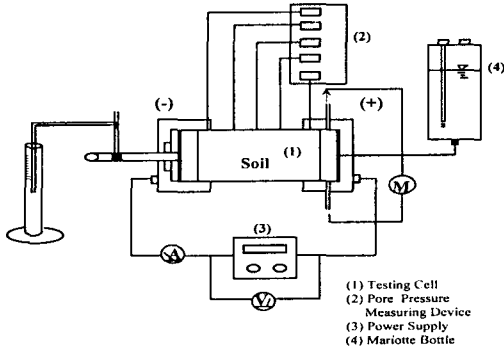 (2)
(4)
(-)
(+)
(1)
Soil
M
(3)
A
V
(1) Testing Cell
(2) Pore Pressure
Measuring Device
(3) Power Supply
(4) Mariotte Bottle